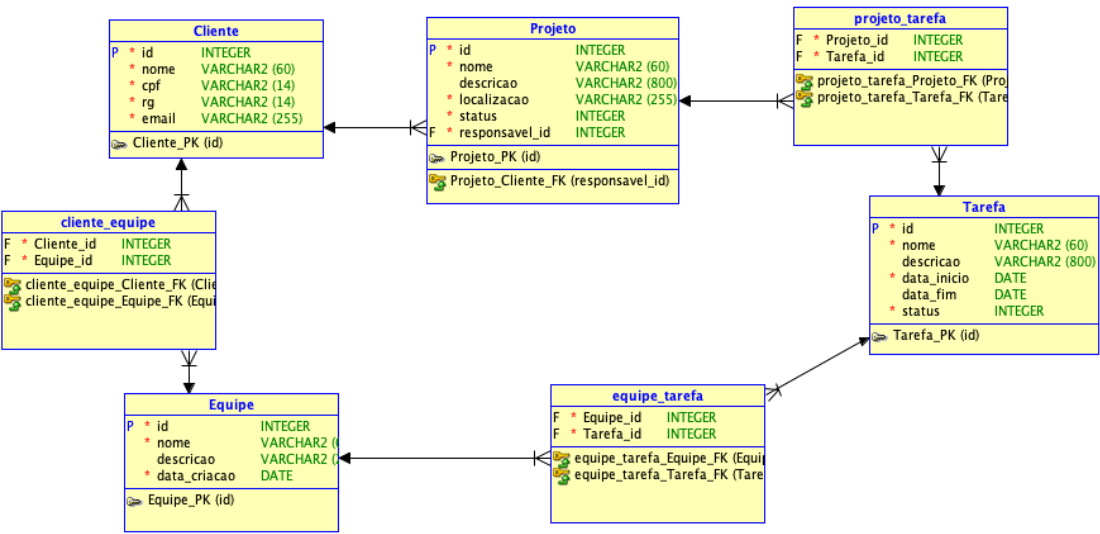 Cliente
P * id INTEGER
* nome VARCHAR2 (60)
* cpf VARCHAR2 (14)
* rg VARCHAR2 (14)
* email VARCHAR2 (255)
Cliente_PK (id)
Projeto
P * id INTEGER
* nome VARCHAR2 (60)
descricao VARCHAR2 (800)
* localizacao VARCHAR2 (255)
* status INTEGER
F * responsavel_id INTEGER
Projeto_PK (id)
Projeto_Cliente_FK (responsavel_id)
projeto_tarefa
F * Projeto_id INTEGER
F * Tarefa_id INTEGER
projeto_tarefa_Projeto_FK (Proj
projeto_tarefa_Tarefa_FK (Tare
cliente_equipe
F * Cliente_id INTEGER
F * Equipe_id INTEGER
cliente_equipe_Cliente_FK (Clie
cliente_equipe_Equipe_FK (Equi
Tarefa
P * id INTEGER
* nome VARCHAR2 (60)
descricao VARCHAR2 (800)
* data_inicio DATE
data_fim DATE
* status INTEGER
Tarefa_PK (id)
Equipe
P * id INTEGER
* nome VARCHAR2 (
descricao VARCHAR2 (
* data_criacao DATE
Equipe_PK (id)
equipe_tarefa
F * Equipe_id INTEGER
F * Tarefa_id INTEGER
equipe_tarefa_Equipe_FK (Equi
equipe_tarefa_Tarefa_FK (Tare